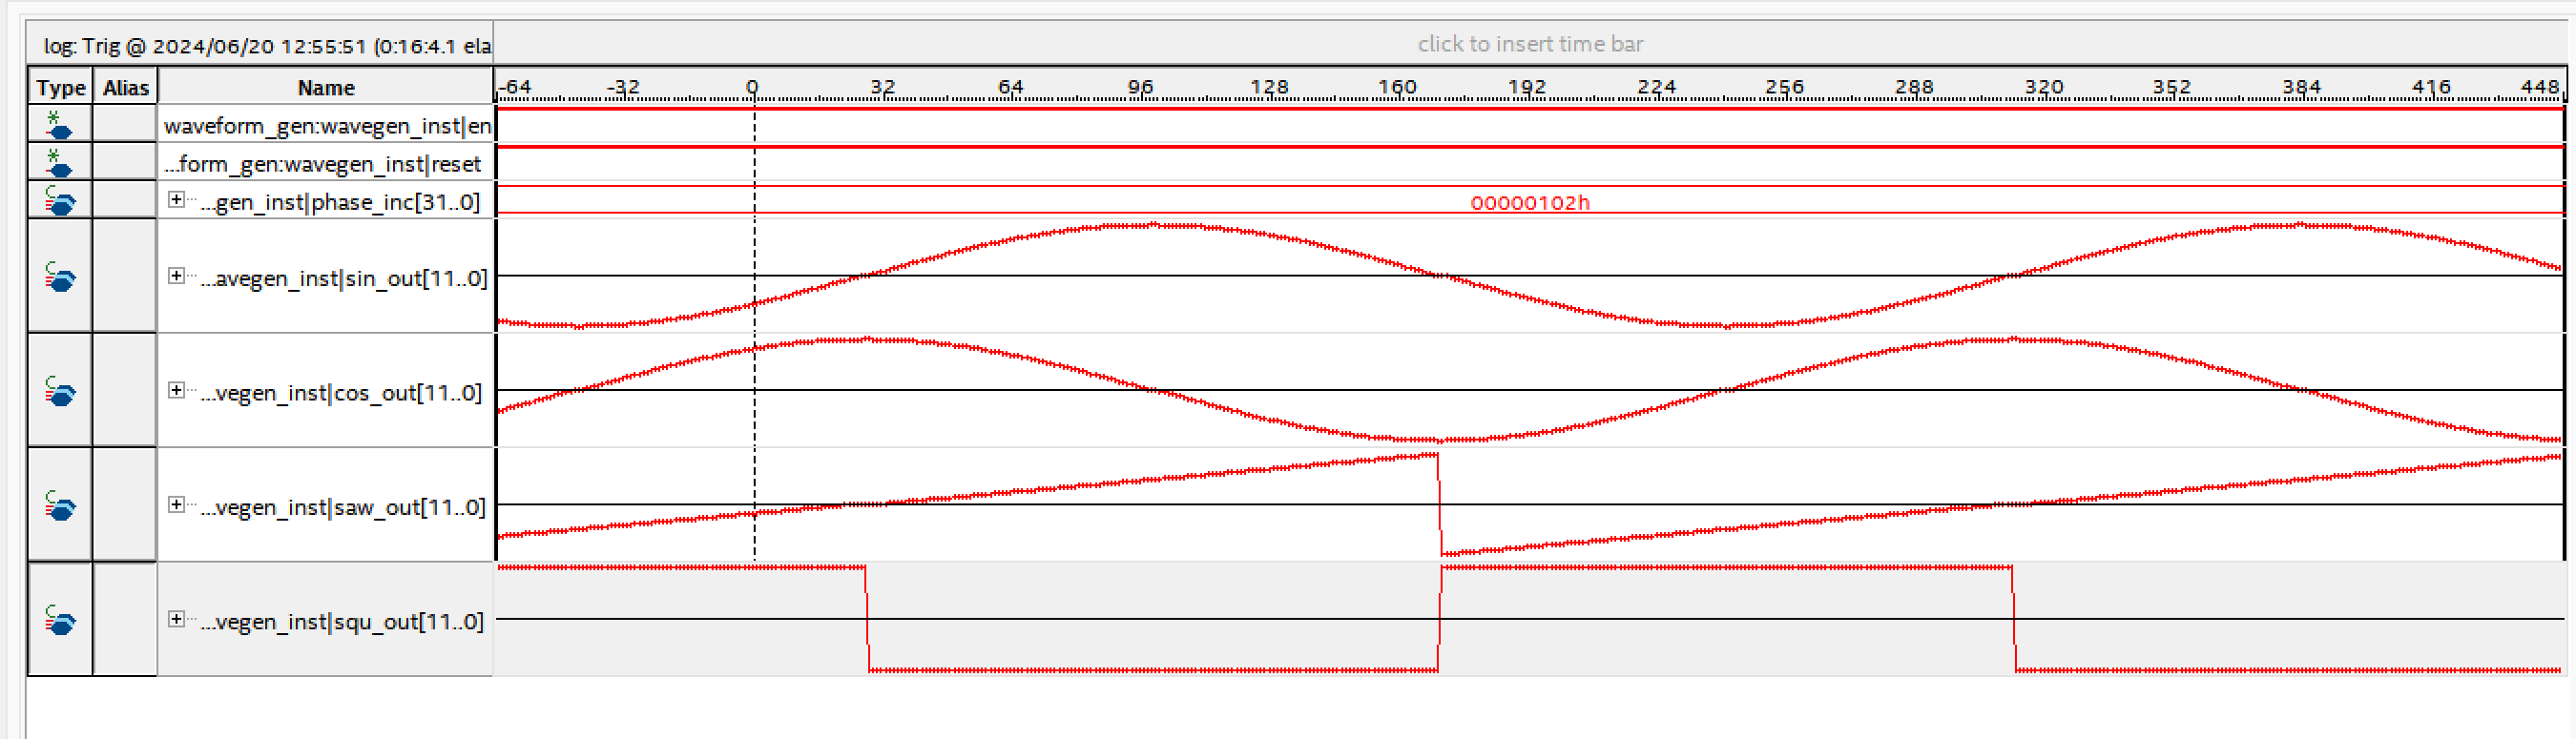 log: Trig @ 2024/06/20 12:55:51 (0:16:4.1 ela
click to insert time bar
Type Alias Name -64 -32 0 32 64 96 128 160 192 224 256 288 320 352 384 416 448
waveform_gen:wavegen_inst|en
...form_gen:wavegen_inst|reset
...gen_inst|phase_inc[31..0] 00000102h
...avegen_inst|sin_out[11..0]
...vegen_inst|cos_out[11..0]
...vegen_inst|saw_out[11..0]
...vegen_inst|squ_out[11..0]